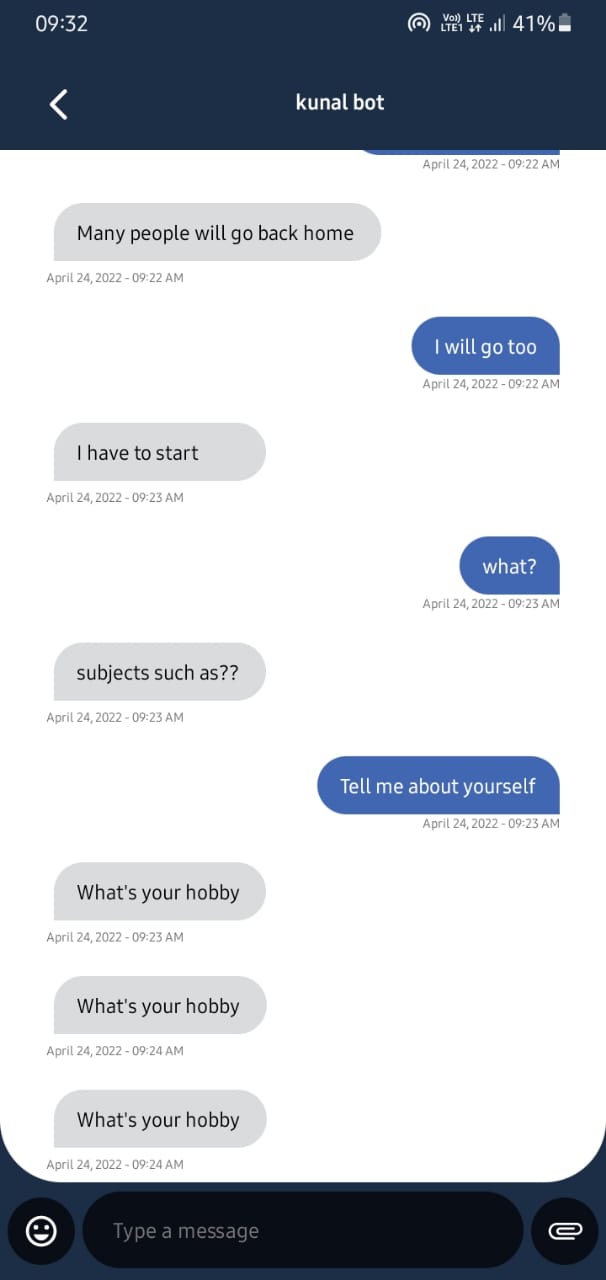 09:32
Vo) LTE
LTE1
41%
kunal bot
April 24, 2022 - 09:22 AM
Many people will go back home
April 24, 2022 - 09:22 AM
I will go too
April 24, 2022 - 09:22 AM
I have to start
April 24, 2022 - 09:23 AM
what?
April 24, 2022 - 09:23 AM
subjects such as??
April 24, 2022 - 09:23 AM
Tell me about yourself
April 24, 2022 - 09:23 AM
What's your hobby
April 24, 2022 - 09:23 AM
What's your hobby
April 24, 2022 - 09:24 AM
What's your hobby
April 24, 2022 - 09:24 AM
Type a message